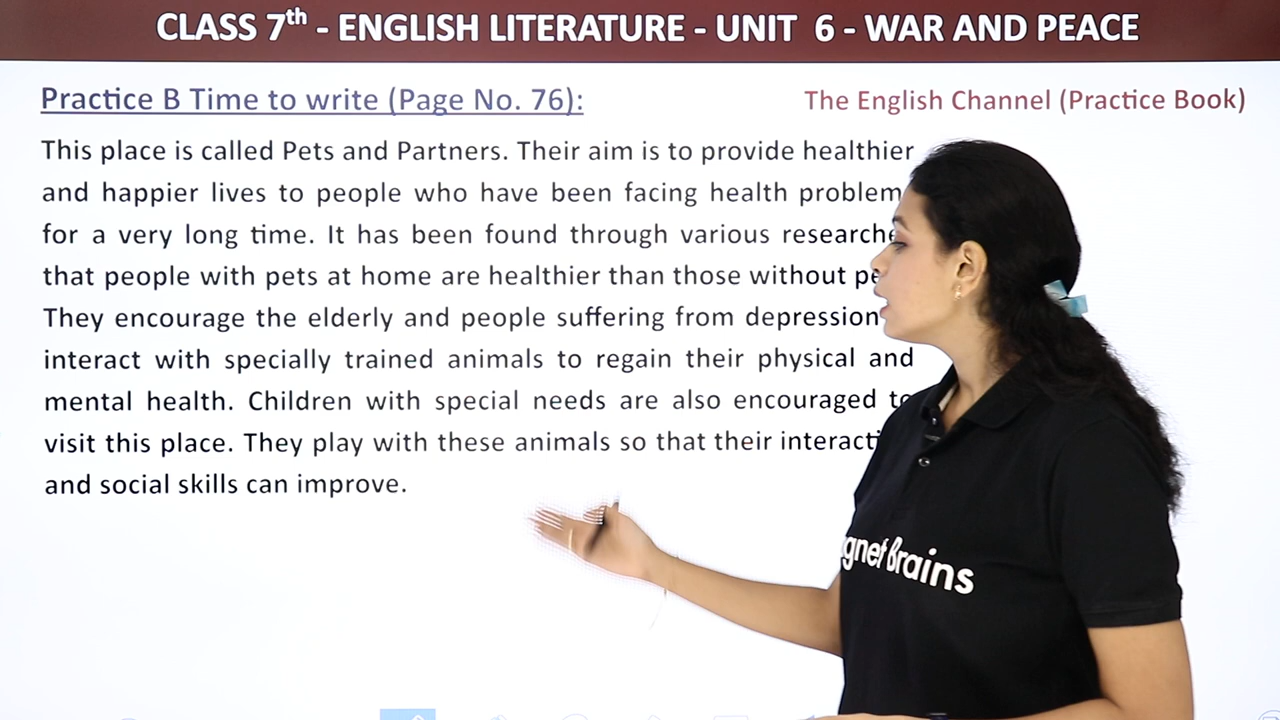 CLASS 7th - ENGLISH LITERATURE - UNIT 6 - WAR AND PEACE
Practice B Time to write (Page No. 76): The English Channel (Practice Book)
This place is called Pets and Partners. Their aim is to provide healthier
and happier lives to people who have been facing health
for a very long time. It has been found through various
that people with pets at home are healthier than those without
They encourage the elderly and people suffering from depression
interact with specially trained animals to regain their physical and
mental health. Children with special needs are also encouraged to
visit this place. They play with these animals so that their
and social skills can improve.
Brains